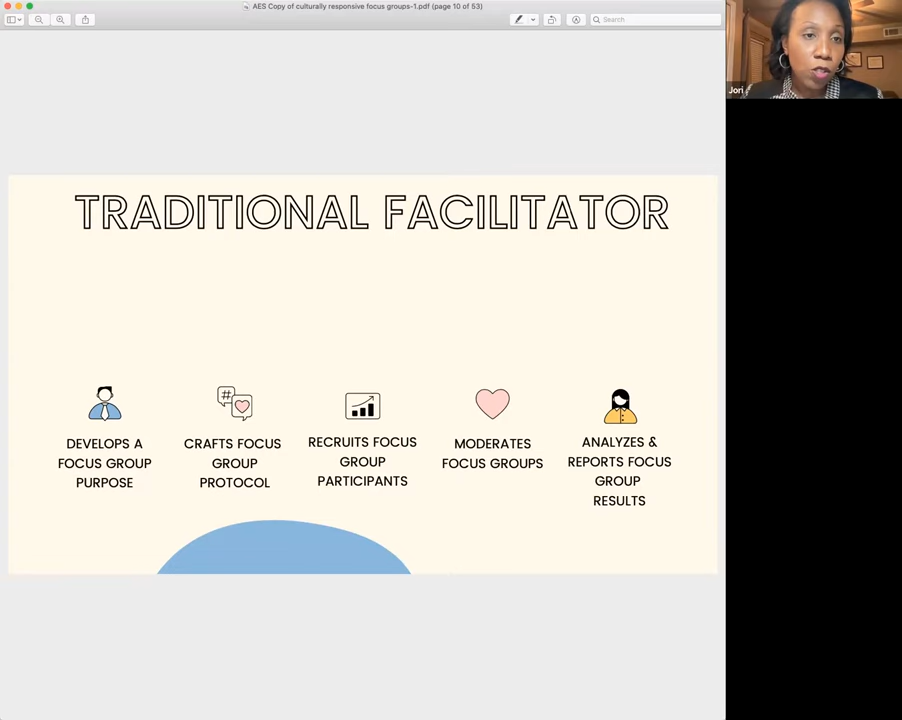 AES Copy of culturally responsive focus groups-1.pdf (page 10 of 53)
Search
Jori
TRADITIONAL FACILITATOR
#
DEVELOPS A
FOCUS GROUP
PURPOSE
CRAFTS FOCUS
GROUP
PROTOCOL
RECRUITS FOCUS
GROUP
PARTICIPANTS
MODERATES
FOCUS GROUPS
ANALYZES &
REPORTS FOCUS
GROUP
RESULTS